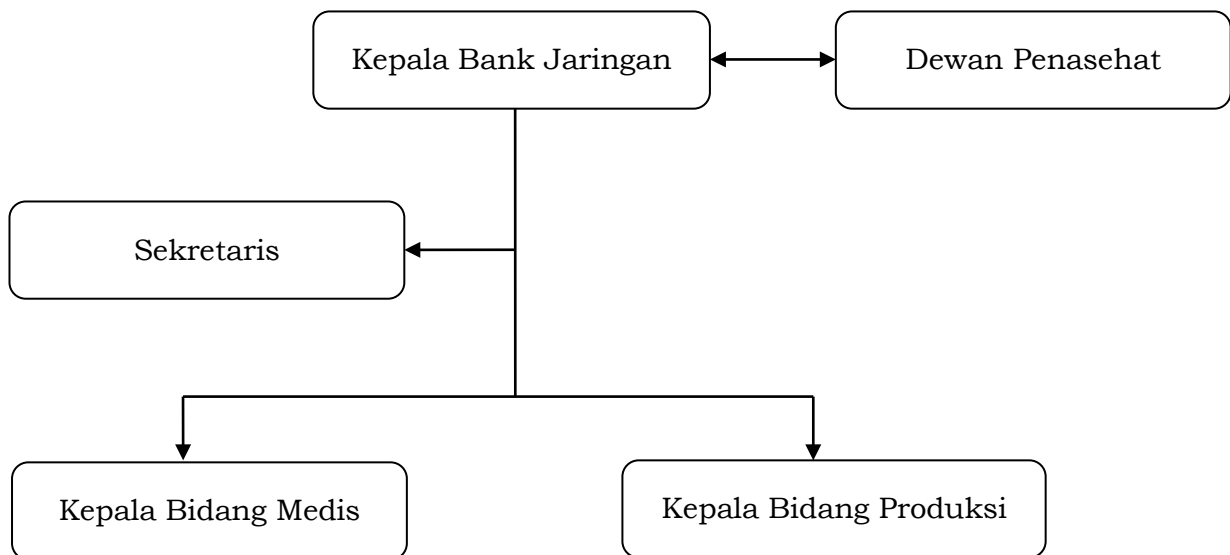 Kepala Bank Jaringan
Dewan Penasehat
Sekretaris
Kepala Bidang Medis
Kepala Bidang Produksi